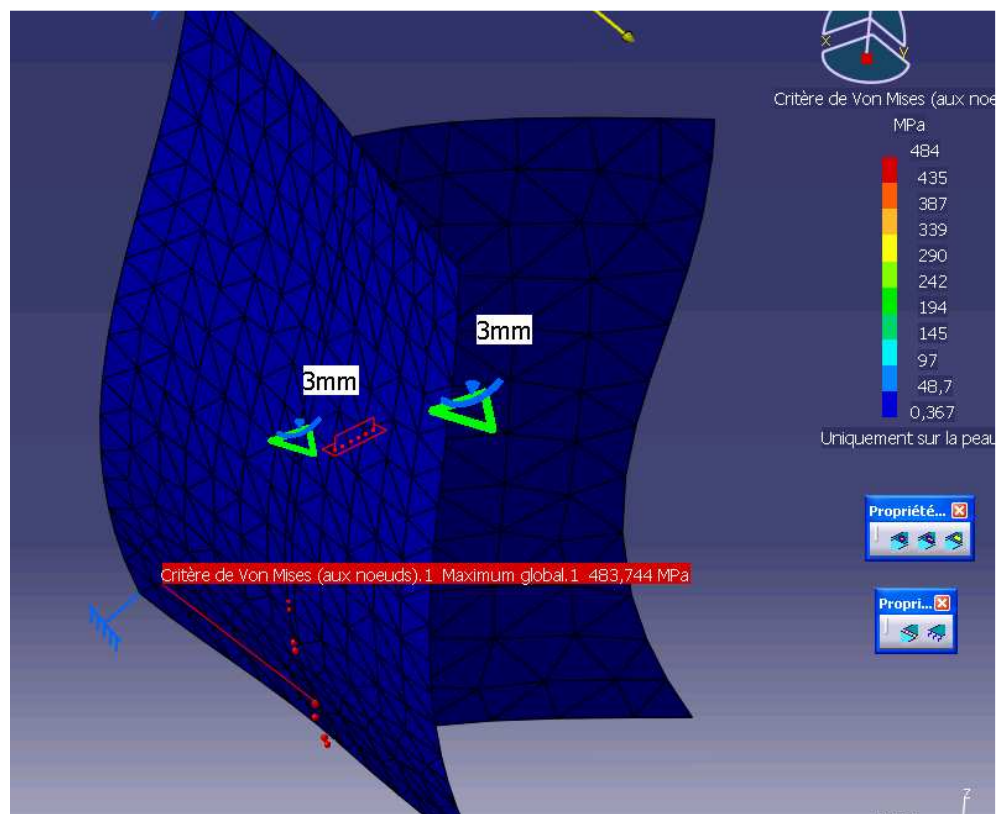 X
Y
Critère de Von Mises (aux noe
MPa
484
435
387
339
290
242
194
145
97
48,7
0,367
Uniquement sur la peau
3mm
3mm
Propriété...
Critère de Von Mises (aux noeuds).1 Maximum global.1 483,744 MPa
Propri...
z